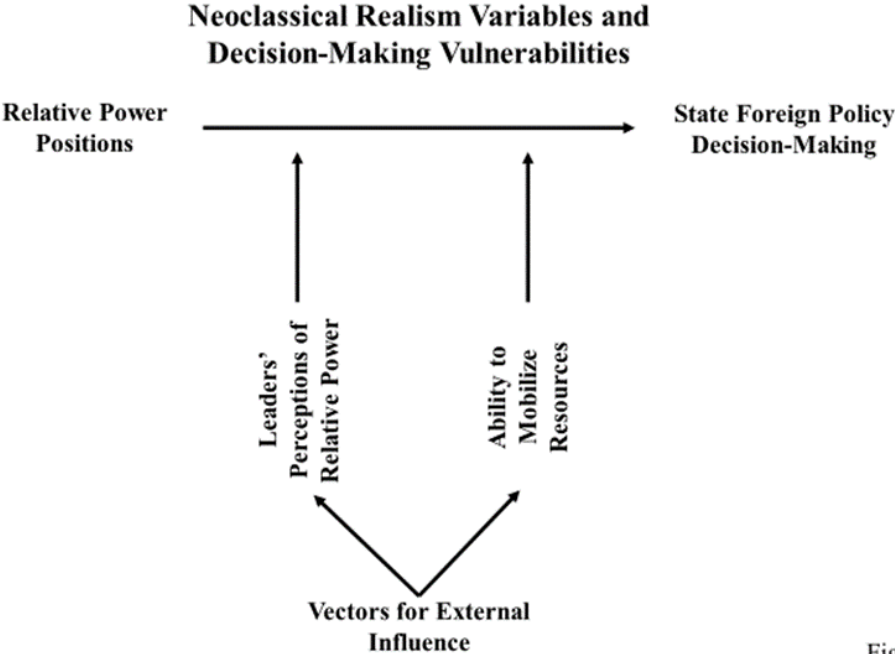 Neoclassical Realism Variables and
Decision-Making Vulnerabilities
Relative Power
Positions
State Foreign Policy
Decision-Making
Leaders’
Perceptions of
Relative Power
Ability to
Mobilize
Resources
Vectors for External
Influence